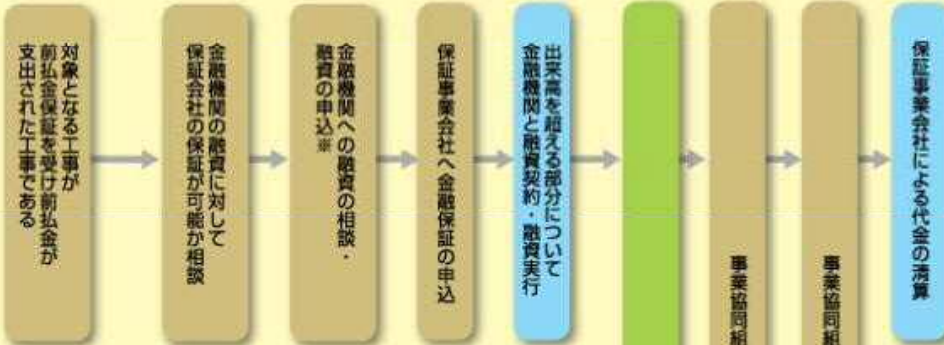 対象となる工事が
前払金保証を受け前払金が
支出された工事である
金融機関の融資に対して
保証会社の保証が可能か相談
金融機関への融資の相談・
融資の申込※
保証事業会社へ金融保証の申込
出来高を超える部分について
金融機関と融資契約・融資実行
事業協同組
事業協同組
保証事業会社による代金の清算